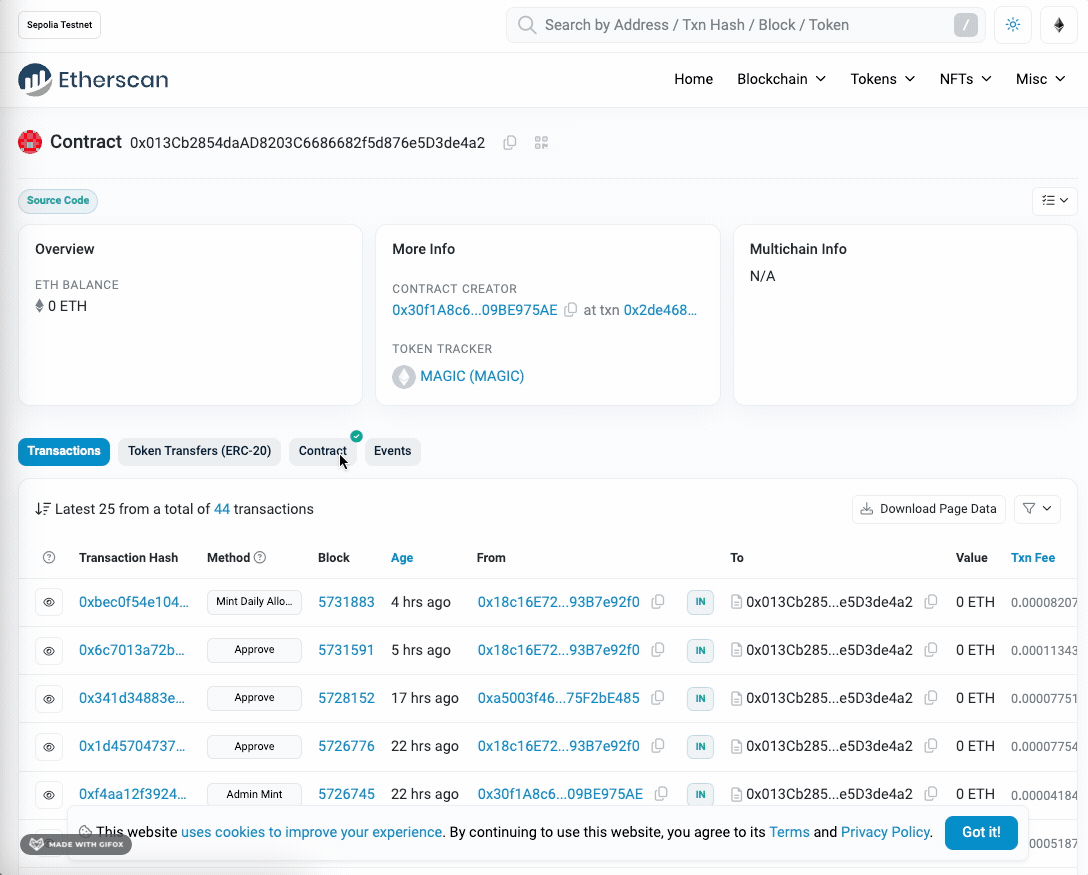 Sepolia Testnet
Search by Address / Txn Hash / Block / Token /
Etherscan Home Blockchain Tokens NFTs Misc
Contract 0x013Cb2854daAD8203C6686682f5d876e5D3de4a2
Source Code
Overview
ETH BALANCE
0 ETH
More Info
CONTRACT CREATOR
0x30f1A8c6...09BE975AE at txn 0x2de468...
TOKEN TRACKER
MAGIC (MAGIC)
Multichain Info
N/A
Transactions Token Transfers (ERC-20) Contract Events
Latest 25 from a total of 44 transactions Download Page Data
Transaction Hash Method Block Age From To Value Txn Fee
0xbec0f54e104... Mint Daily Allo... 5731883 4 hrs ago 0x18c16E72...93B7e92f0 IN 0x013Cb285...e5D3de4a2 0 ETH 0.00008207
0x6c7013a72b... Approve 5731591 5 hrs ago 0x18c16E72...93B7e92f0 IN 0x013Cb285...e5D3de4a2 0 ETH 0.00011343
0x341d34883e... Approve 5728152 17 hrs ago 0xa5003f46...75F2bE485 IN 0x013Cb285...e5D3de4a2 0 ETH 0.00007751
0x1d45704737... Approve 5726776 22 hrs ago 0x18c16E72...93B7e92f0 IN 0x013Cb285...e5D3de4a2 0 ETH 0.00007754
0xf4aa12f3924... Admin Mint 5726745 22 hrs ago 0x30f1A8c6...09BE975AE IN 0x013Cb285...e5D3de4a2 0 ETH 0.00004184
This website uses cookies to improve your experience. By continuing to use this website, you agree to its Terms and Privacy Policy. Got it!
MADE WITH GIFOX
0005187